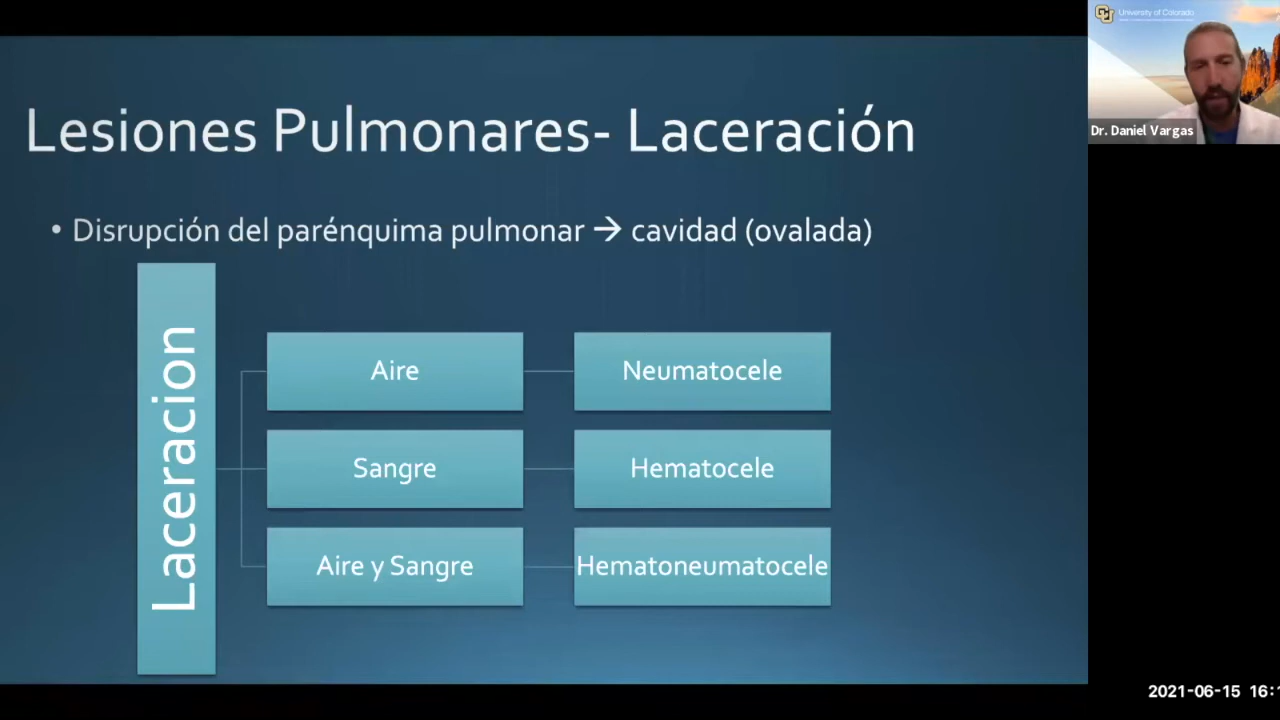 Lesiones Pulmonares- Laceración
• Disrupción del parénquima pulmonar → cavidad (ovalada)
Laceracion
Aire
Neumatocele
Sangre
Hematocele
Aire y Sangre
Hematoneumatocele
University of Colorado
Dr. Daniel Vargas
2021-06-15 16: